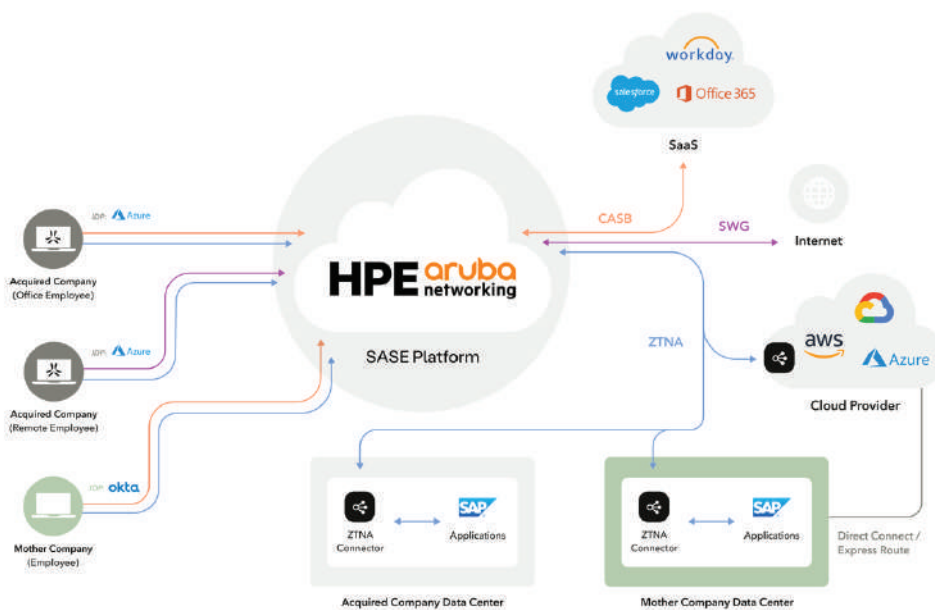 workday.
salesforce
Office 365
SaaS
IDP: Azure
CASB
SWG
Internet
Acquired Company
(Office Employee)
HPE aruba
networking
SASE Platform
ZTNA
aws
Azure
Cloud Provider
IDP: Azure
Acquired Company
(Remote Employee)
IDP: okta
Mother Company
(Employee)
ZTNA
Connector
SAP
Applications
Acquired Company Data Center
ZTNA
Connector
SAP
Applications
Mother Company Data Center
Direct Connect /
Express Route